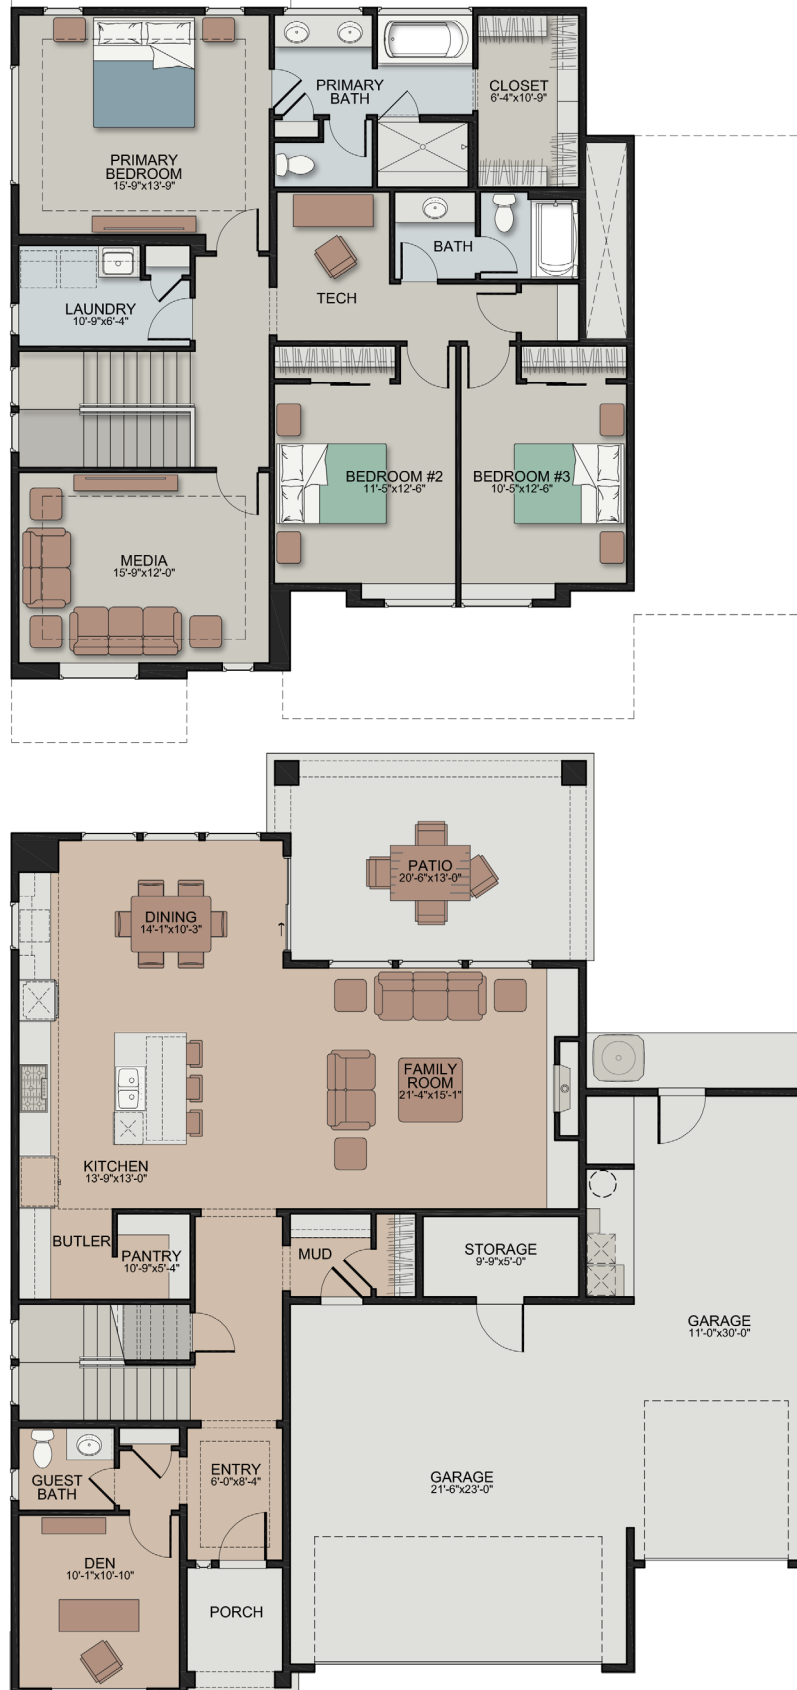 PRIMARY
BATH
CLOSET
6'-4"x10'-9"
PRIMARY
BEDROOM
15'-9"x13'-9"
BATH
TECH
LAUNDRY
10'-9"x6'-4"
BEDROOM #2
11'-5"x12'-6"
BEDROOM #3
10'-5"x12'-6"
MEDIA
15'-9"x12'-0"
PATIO
20'-6"x13'-0"
DINING
14'-1"x10'-3"
FAMILY
ROOM
21'-4"x15'-1"
KITCHEN
13'-9"x13'-0"
BUTLER
PANTRY
10'-9"x5'-4"
MUD
STORAGE
9'-9"x5'-0"
GARAGE
11'-0"x30'-0"
GUEST
BATH
ENTRY
6'-0"x8'-4"
GARAGE
21'-6"x23'-0"
DEN
10'-1"x10'-10"
PORCH